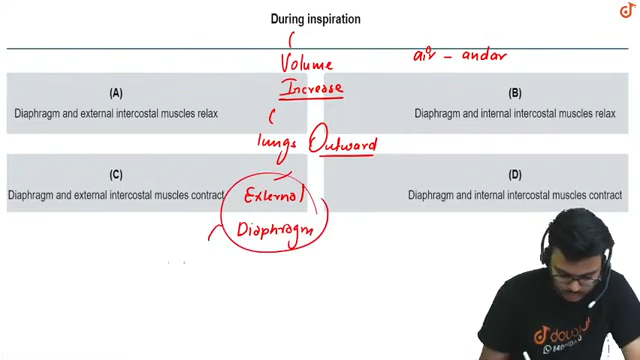 During inspiration
Volume
air - andar
Increase
(A)
Diaphragm and external intercostal muscles relax
(B)
Diaphragm and internal intercostal muscles relax
lungs Outward
(C)
Diaphragm and external intercostal muscles contract
(D)
Diaphragm and internal intercostal muscles contract
External
Diaphragm